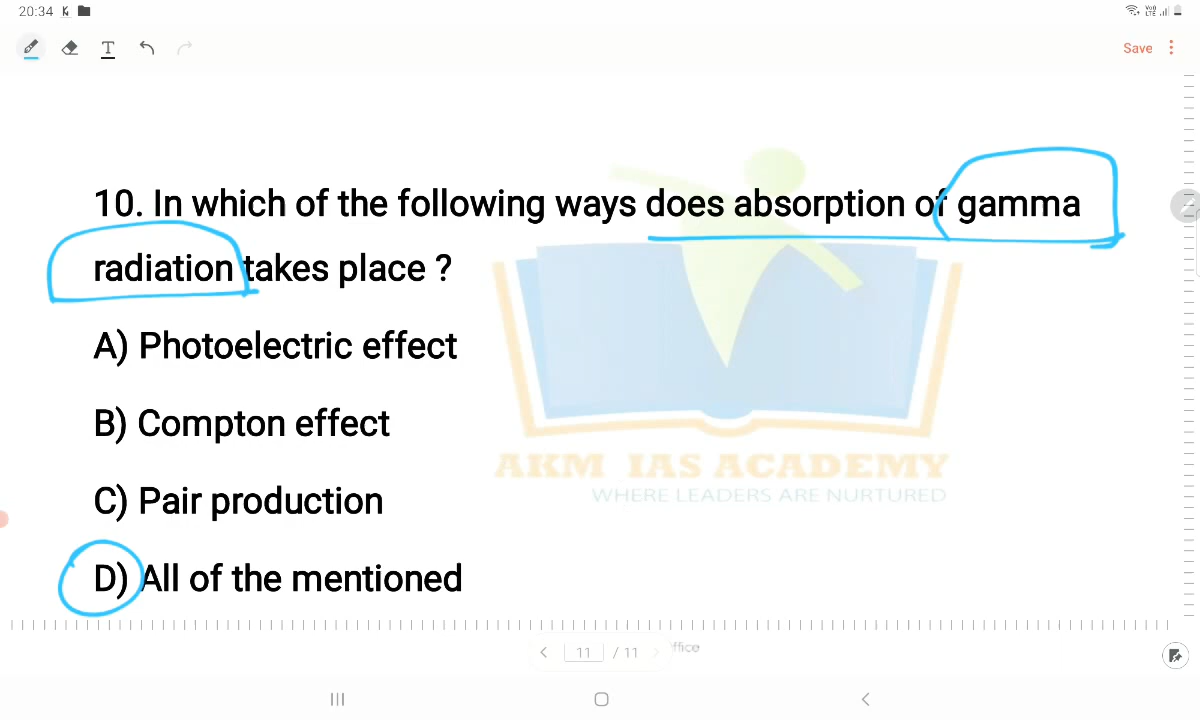 20:34
Save
10. In which of the following ways does absorption of gamma
radiation takes place ?
A) Photoelectric effect
B) Compton effect
C) Pair production
D) All of the mentioned
AKM IAS ACADEMY
WHERE LEADERS ARE NURTURED
11 / 11